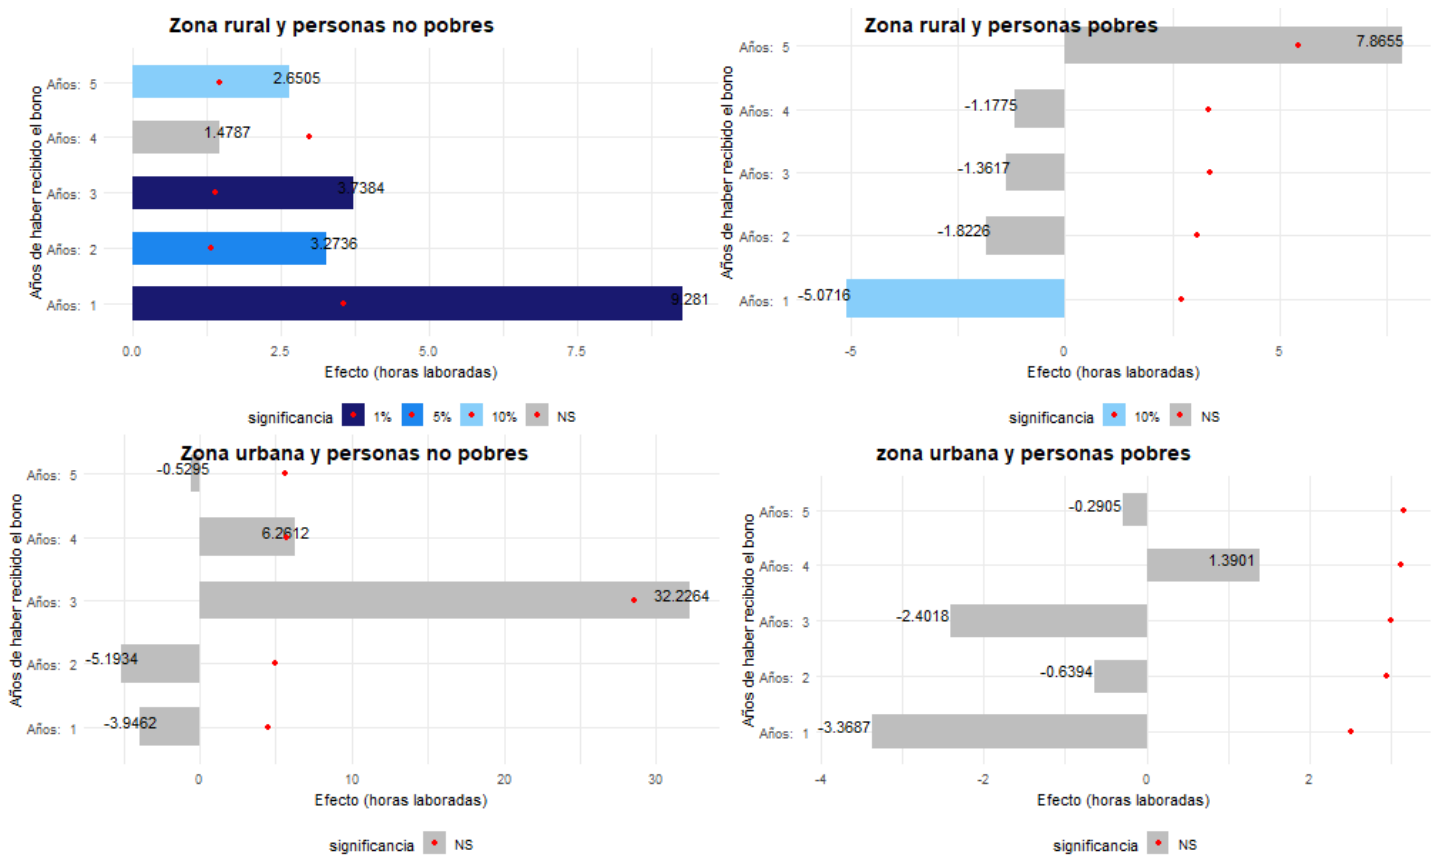 Zona rural y personas no pobres
Años de haber recibido el bono
Años: 5
2.6505
Años: 4
1.4787
Años: 3
3.7384
Años: 2
3.2736
Años: 1
9.281
0.0 2.5 5.0 7.5
Efecto (horas laboradas)
significancia 1% 5% 10% NS
Zona rural y personas pobres
Años de haber recibido el bono
Años: 5
7.8655
Años: 4
-1.1775
Años: 3
-1.3617
Años: 2
-1.8226
Años: 1
-5.0716
-5 0 5
Efecto (horas laboradas)
significancia 10% NS
Zona urbana y personas no pobres
Años de haber recibido el bono
Años: 5
-0.5295
Años: 4
6.2612
Años: 3
32.2264
Años: 2
-5.1934
Años: 1
-3.9462
0 10 20 30
Efecto (horas laboradas)
significancia NS
zona urbana y personas pobres
Años de haber recibido el bono
Años: 5
-0.2905
Años: 4
1.3901
Años: 3
-2.4018
Años: 2
-0.6394
Años: 1
-3.3687
-4 -2 0 2
Efecto (horas laboradas)
significancia NS